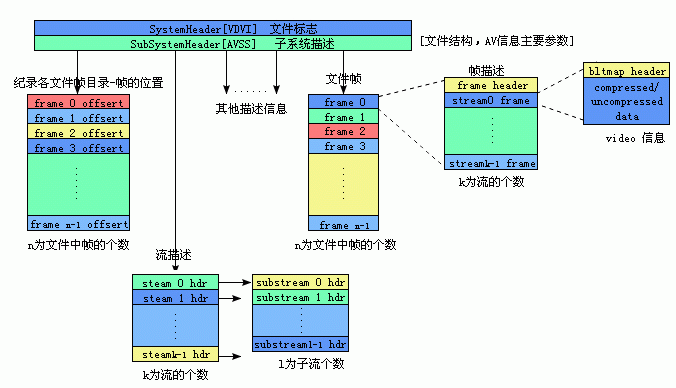 SystemHeader[VDVI] 文件标志
SubSystemHeader[AVSS] 子系统描述
[文件结构，AV信息主要参数]
纪录各文件帧目录-帧的位置
frame 0 offsert
frame 1 offsert
frame 2 offsert
frame 3 offsert
frame n-1 offsert
n为文件中帧的个数
其他描述信息
文件帧
frame 0
frame 1
frame 2
frame 3
frame n-1
n为文件中帧的个数
帧描述
frame header
stream0 frame
streamk-1 frame
k为流的个数
bltmap header
compressed/
uncompressed
data
video 信息
流描述
steam 0 hdr
steam 1 hdr
steamk-1 hdr
k为流的个数
substream 0 hdr
substream 1 hdr
substreaml-1 hdr
l为子流个数